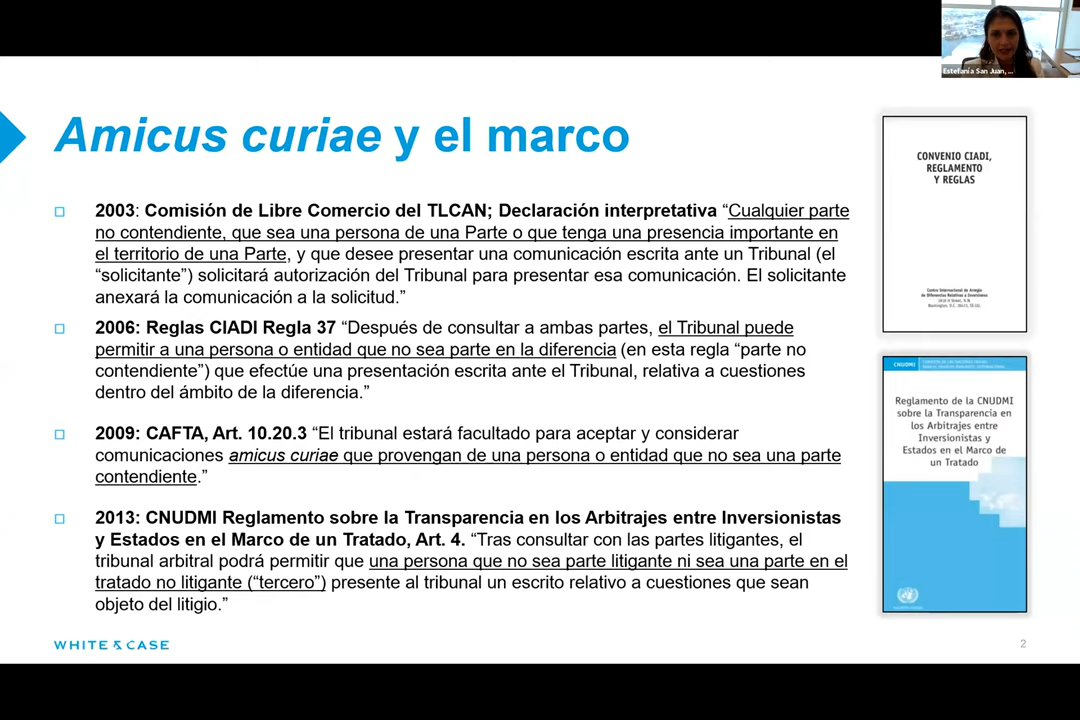 Estefanía San Juan, ...
Amicus curiae y el marco
2003: Comisión de Libre Comercio del TLCAN; Declaración interpretativa “Cualquier parte
no contendiente, que sea una persona de una Parte o que tenga una presencia importante en
el territorio de una Parte, y que desee presentar una comunicación escrita ante un Tribunal (el
“solicitante”) solicitará autorización del Tribunal para presentar esa comunicación. El solicitante
anexará la comunicación a la solicitud.”
2006: Reglas CIADI Regla 37 “Después de consultar a ambas partes, el Tribunal puede
permitir a una persona o entidad que no sea parte en la diferencia (en esta regla “parte no
contendiente”) que efectúe una presentación escrita ante el Tribunal, relativa a cuestiones
dentro del ámbito de la diferencia.”
2009: CAFTA, Art. 10.20.3 “El tribunal estará facultado para aceptar y considerar
comunicaciones amicus curiae que provengan de una persona o entidad que no sea una parte
contendiente.”
2013: CNUDMI Reglamento sobre la Transparencia en los Arbitrajes entre Inversionistas
y Estados en el Marco de un Tratado, Art. 4. “Tras consultar con las partes litigantes, el
tribunal arbitral podrá permitir que una persona que no sea parte litigante ni sea una parte en el
tratado no litigante (“tercero”) presente al tribunal un escrito relativo a cuestiones que sean
objeto del litigio.”
CONVENIO CIADI,
REGLAMENTO
Y REGLAS
Centro Internacional de Arreglo
de Diferencias Relativas a Inversiones
CNUDMI
Reglamento de la CNUDMI
sobre la Transparencia en
los Arbitrajes entre
Inversionistas y
Estados en el Marco de
un Tratado
WHITE & CASE
2